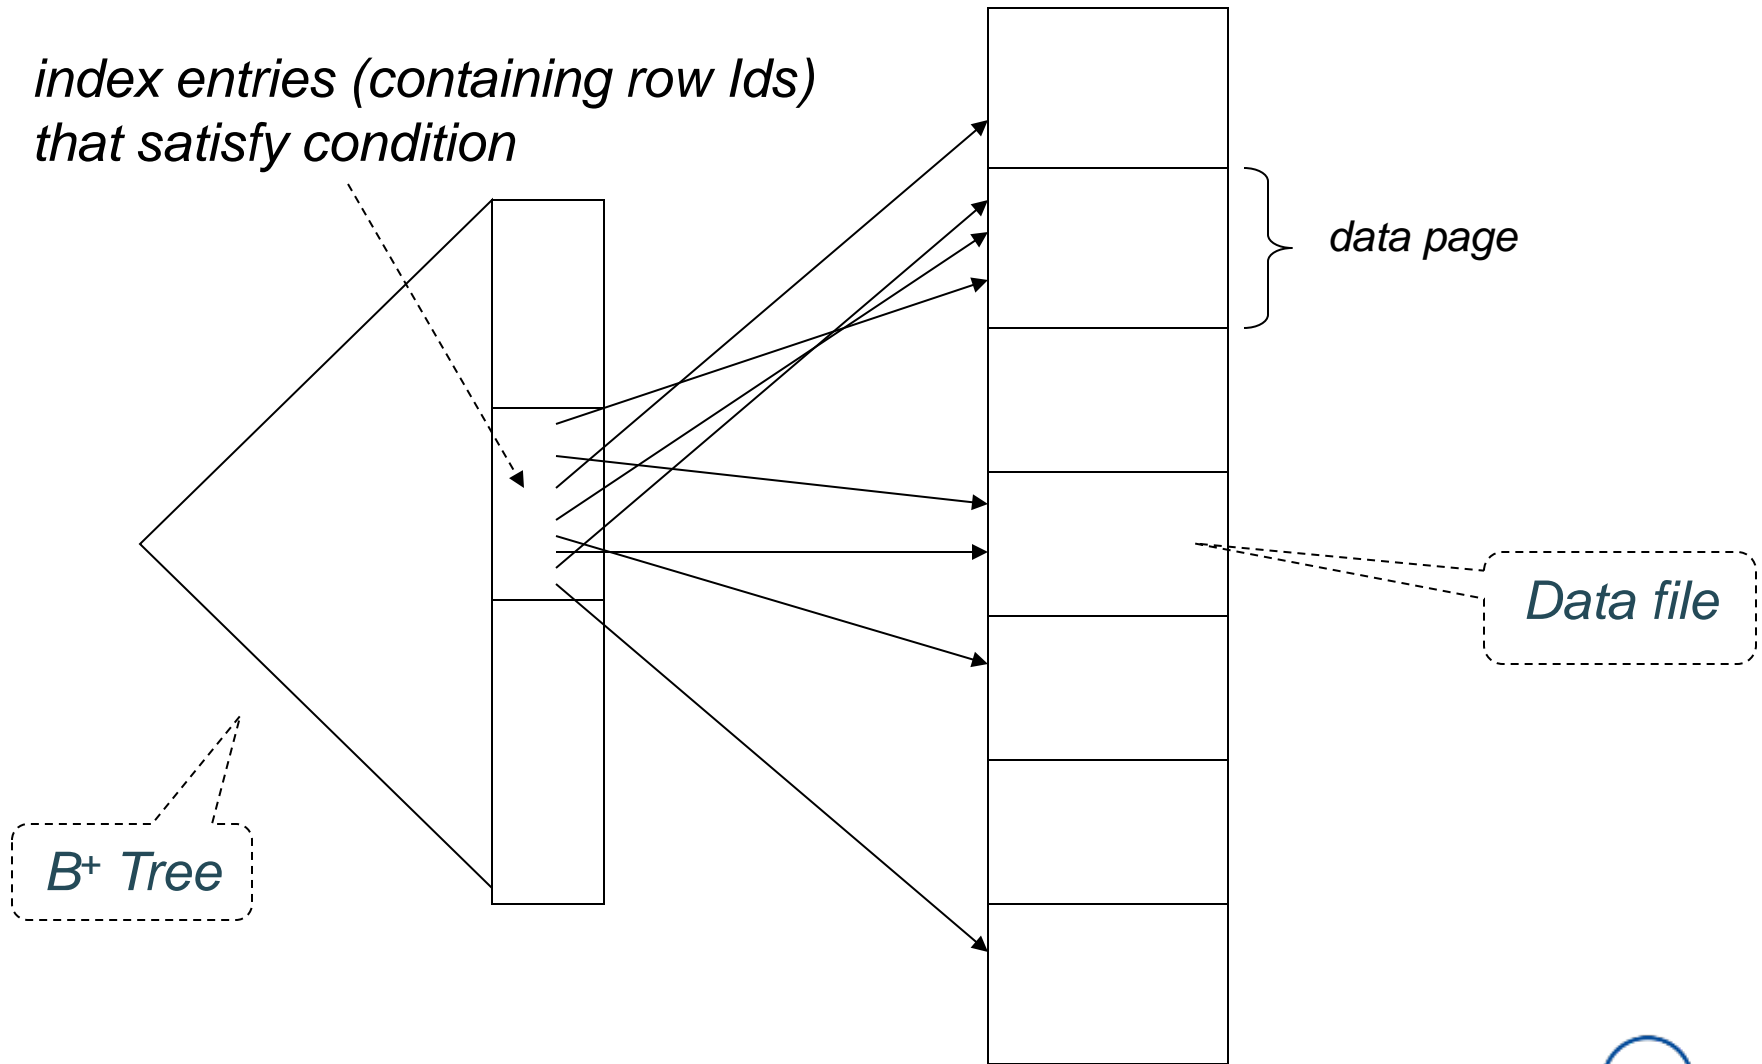 index entries (containing row Ids)
that satisfy condition
data page
Data file
B+ Tree